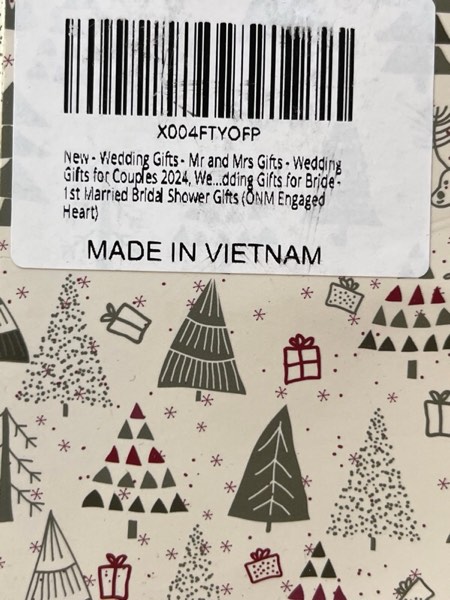 X004FTYOFP
New - Wedding Gifts - Mr and Mrs Gifts - Wedding
Gifts for Couples 2024, We...dding Gifts for Bride -
1st Married Bridal Shower Gifts (ONM Engaged
Heart)
MADE IN VIETNAM